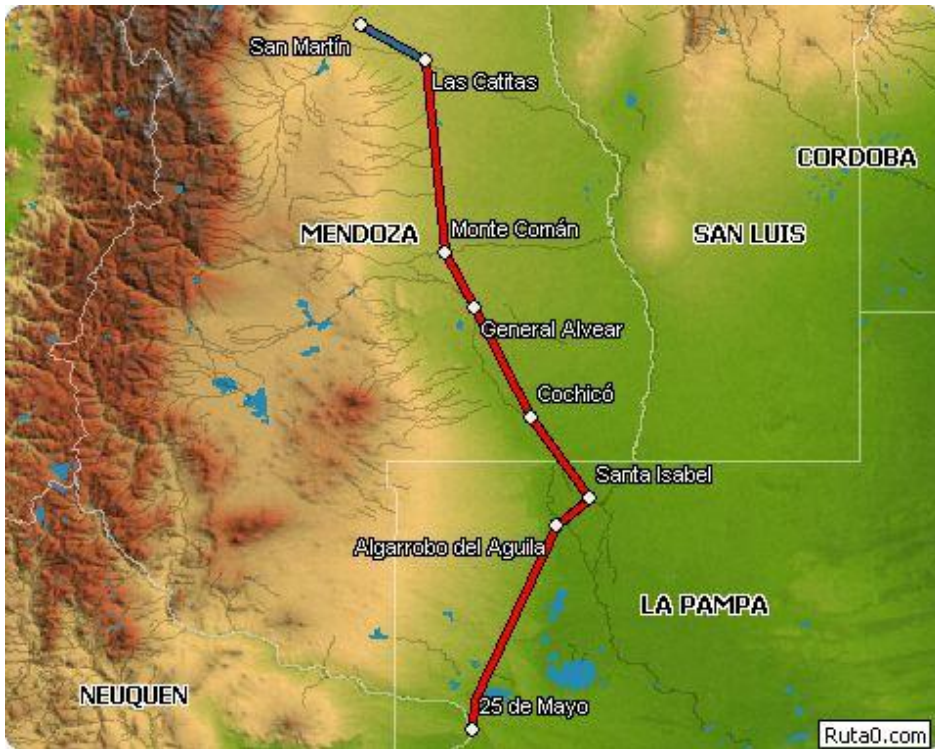 San Martín
Las Catitas
CORDOBA
Monte Comán
MENDOZA
SAN LUIS
General Alvear
Cochicó
Santa Isabel
Algarrobo del Aguila
LA PAMPA
NEUQUEN
25 de Mayo
Ruta0.com